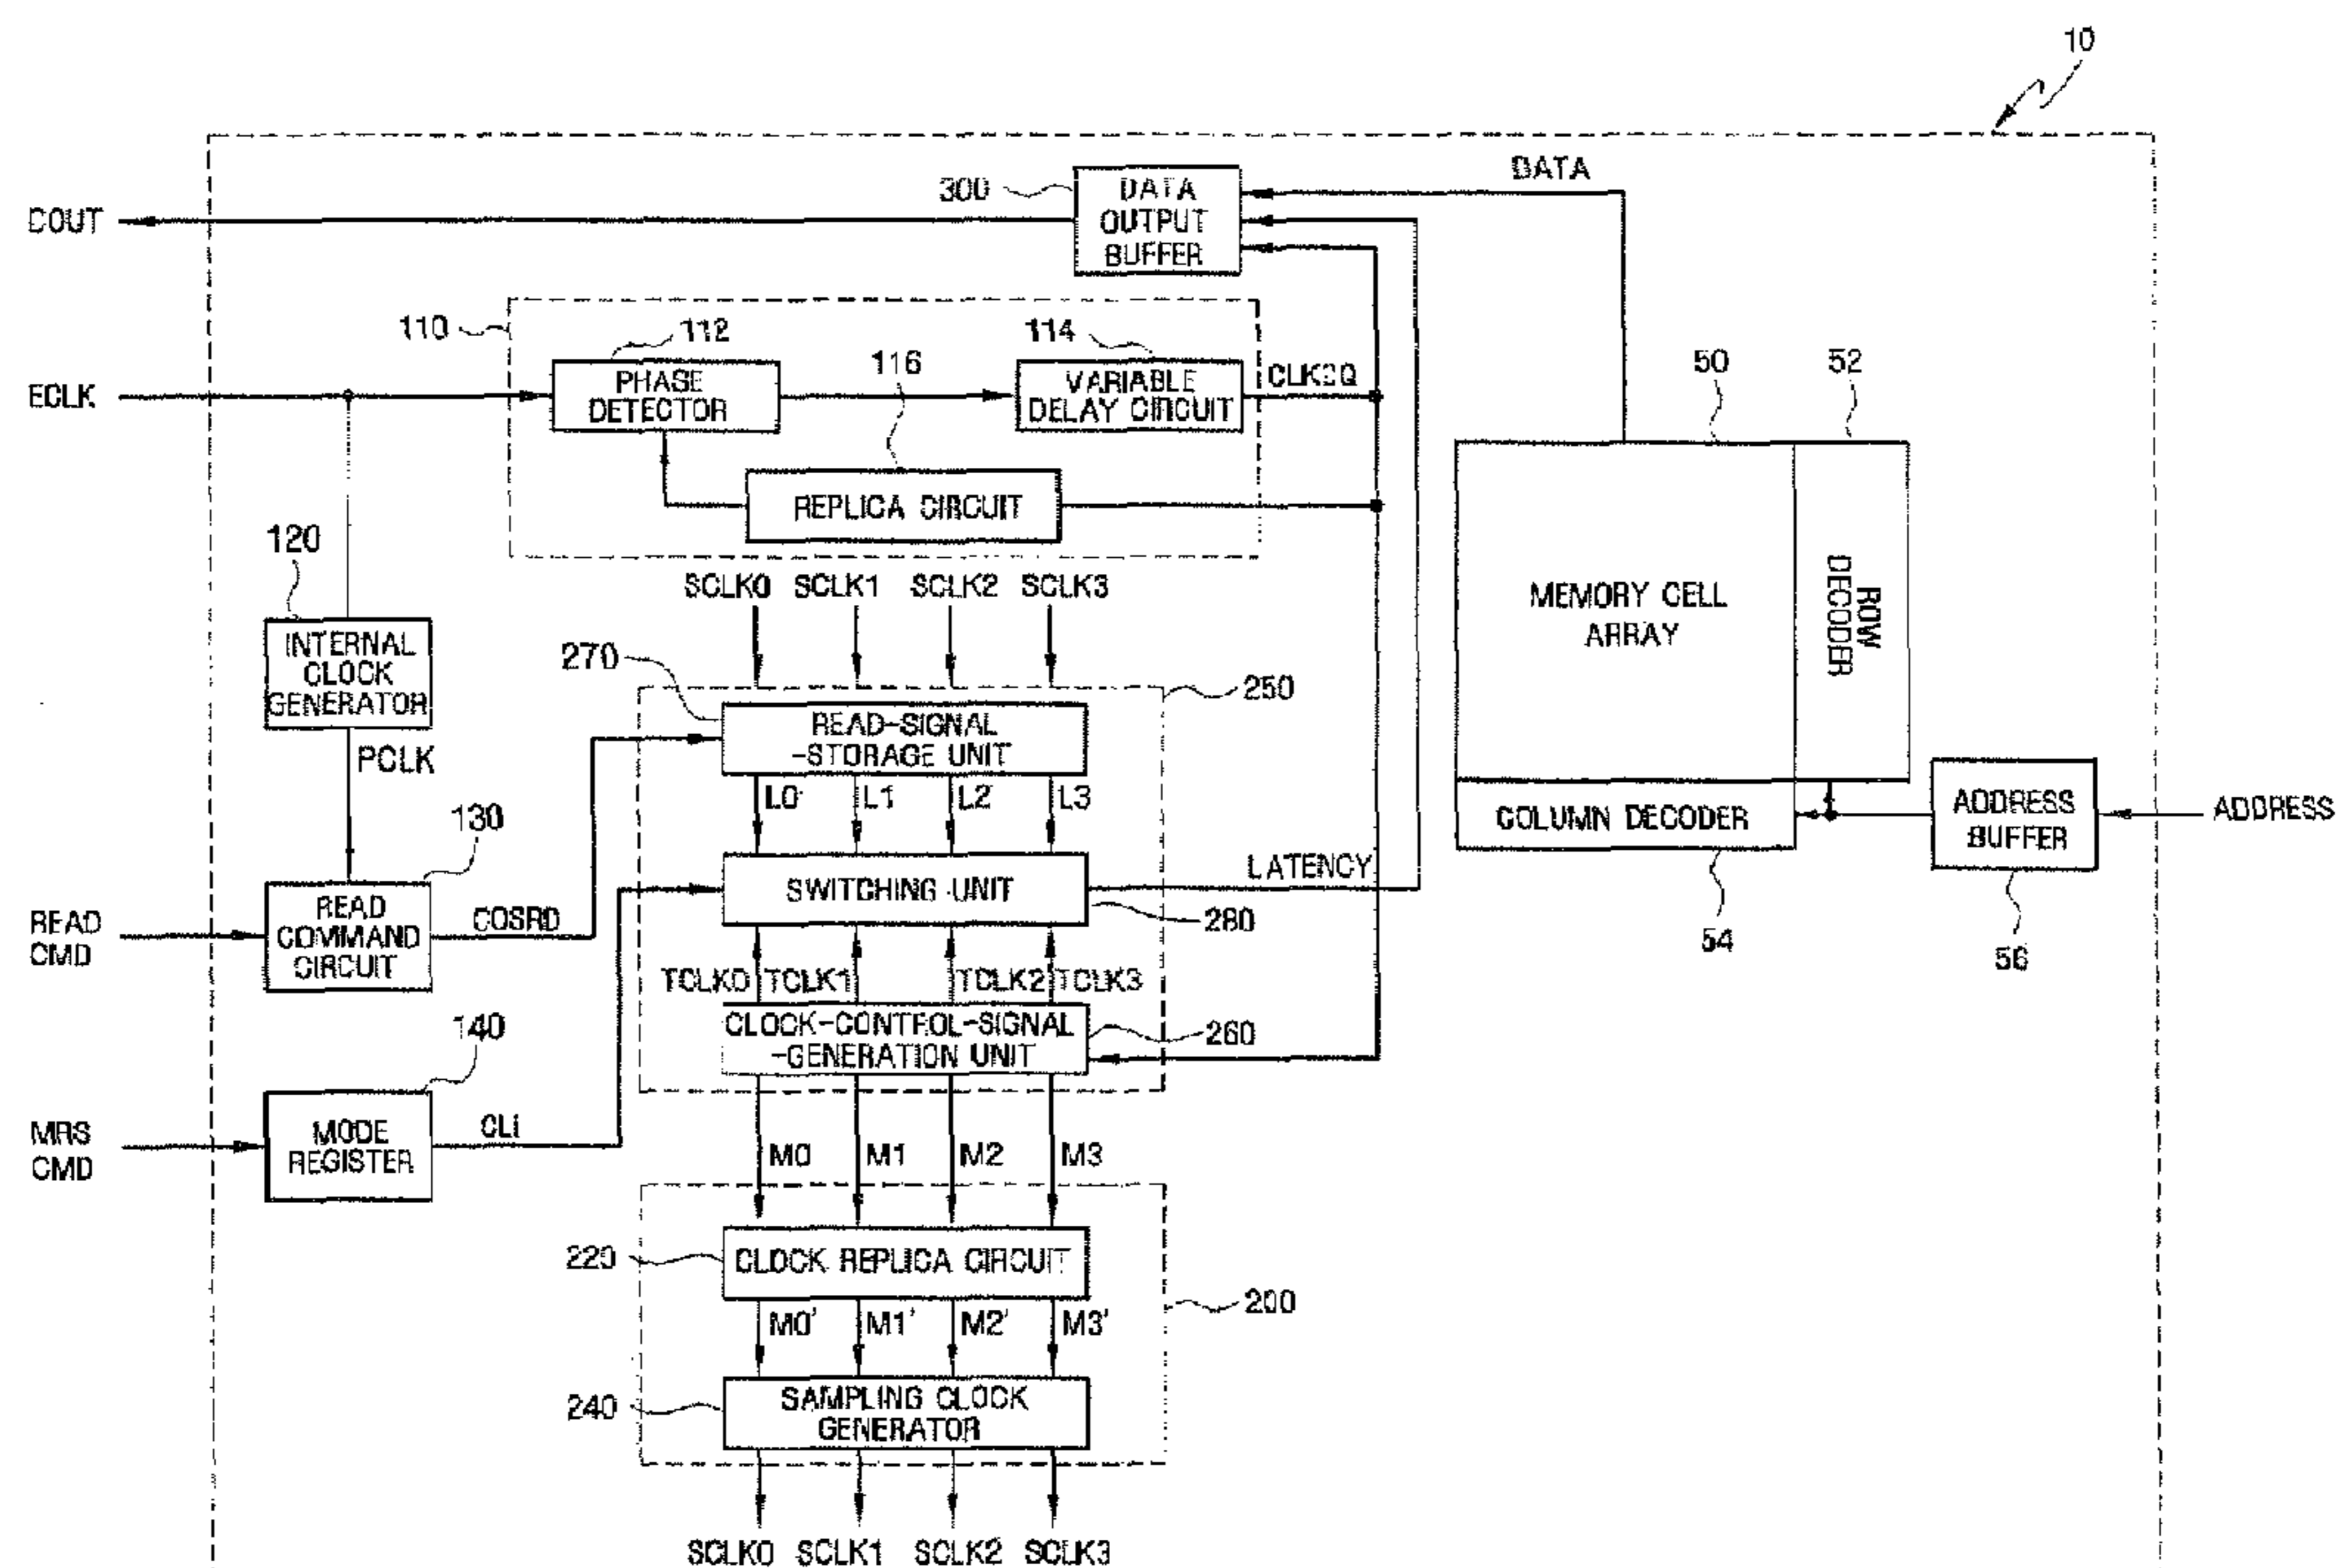 10
DATA
300
DATA
OUTPUT
BUFFER
DOUT
110
112
114
116
50
52
ECLK
PHASE
DETECTOR
VARIABLE
DELAY CIRCUIT
CLKDQ
REPLICA CIRCUIT
120
SCLK0 SCLK1 SCLK2 SCLK3
INTERNAL
CLOCK
GENERATOR
PCLK
270
250
READ-SIGNAL
-STORAGE UNIT
MEMORY CELL
ARRAY
ROW
DECODER
L0 L1 L2 L3
COLUMN DECODER
ADDRESS
BUFFER
ADDRESS
130
SWITCHING UNIT
LATENCY
280
54
56
READ
CMD
READ
COMMAND
CIRCUIT
COSRD
TCLK0 TCLK1 TCLK2 TCLK3
140
CLOCK-CONTROL-SIGNAL
-GENERATION UNIT
260
MRS
CMD
MODE
REGISTER
CLi
M0 M1 M2 M3
220
CLOCK REPLICA CIRCUIT
200
M0' M1' M2' M3'
240
SAMPLING CLOCK
GENERATOR
SCLK0 SCLK1 SCLK2 SCLK3